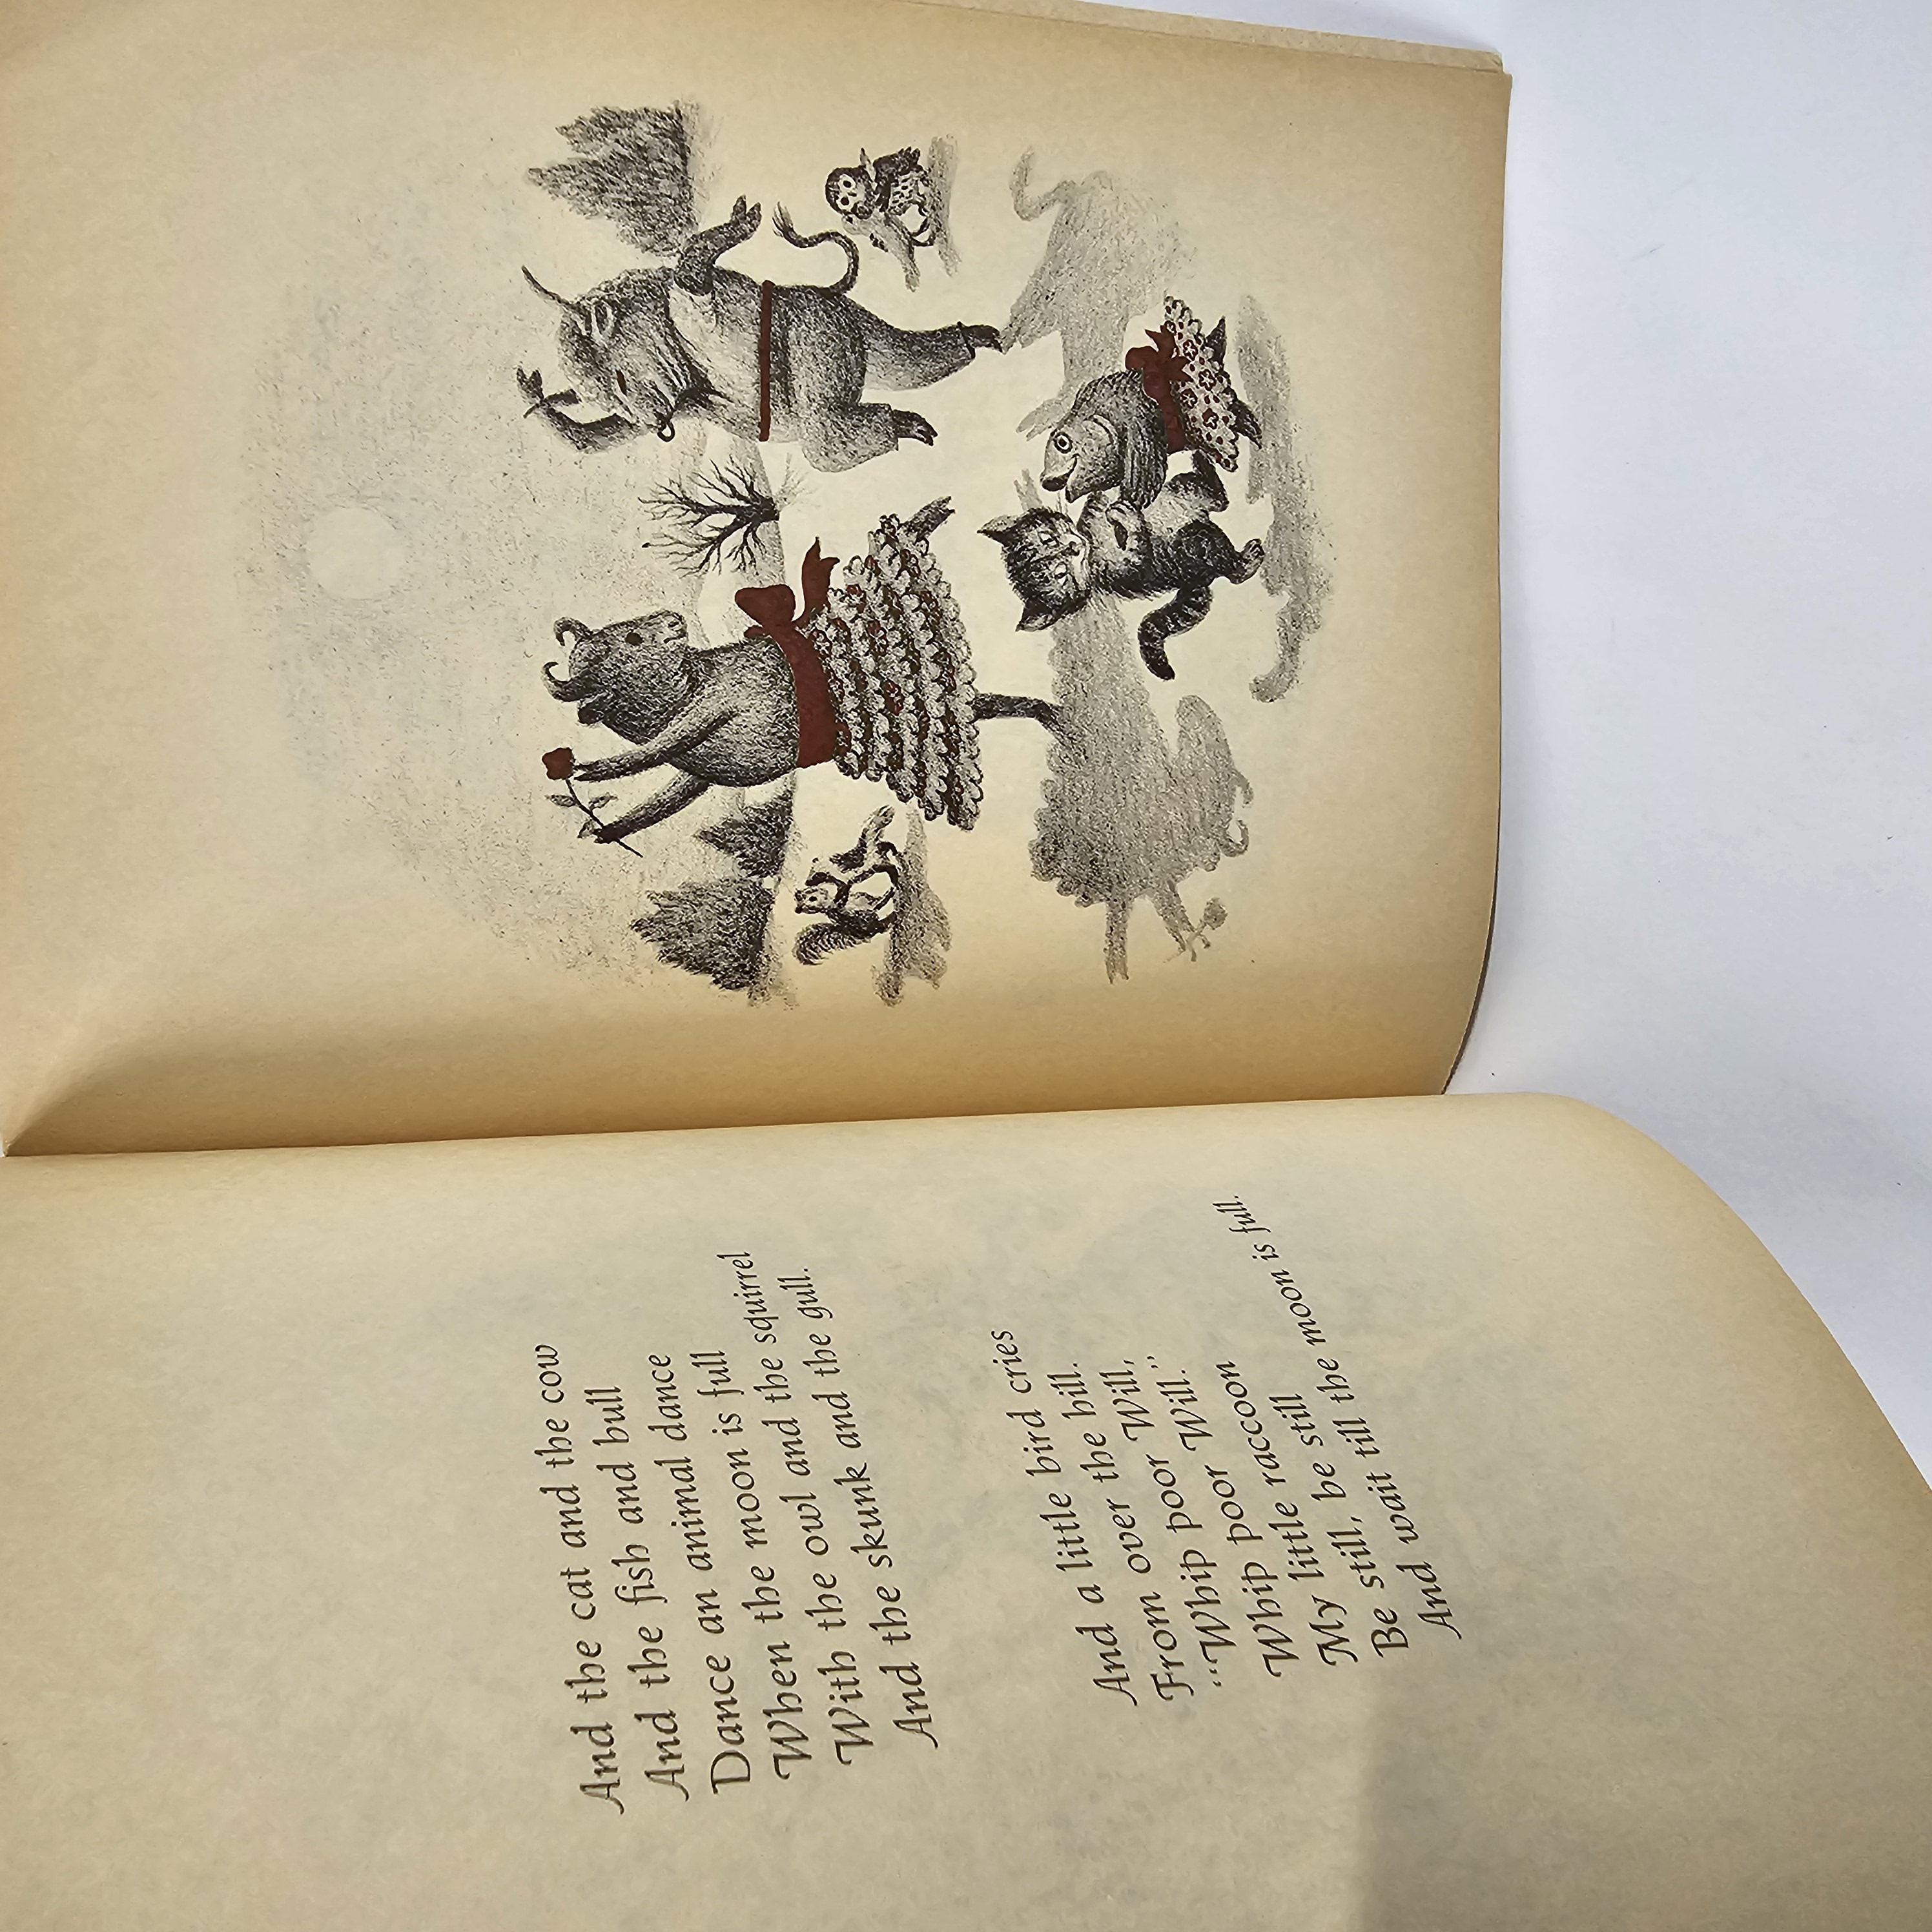 And the cat and the cow
And the fish and bull
Dance an animal dance
When the moon is full
With the owl and the squirrel
And the skunk and the gull.
And a little bird cries
From over the hill.
“Whip poor Will,
Whip poor Will.”
My little raccoon
Be still, be still
And wait till the moon is full.